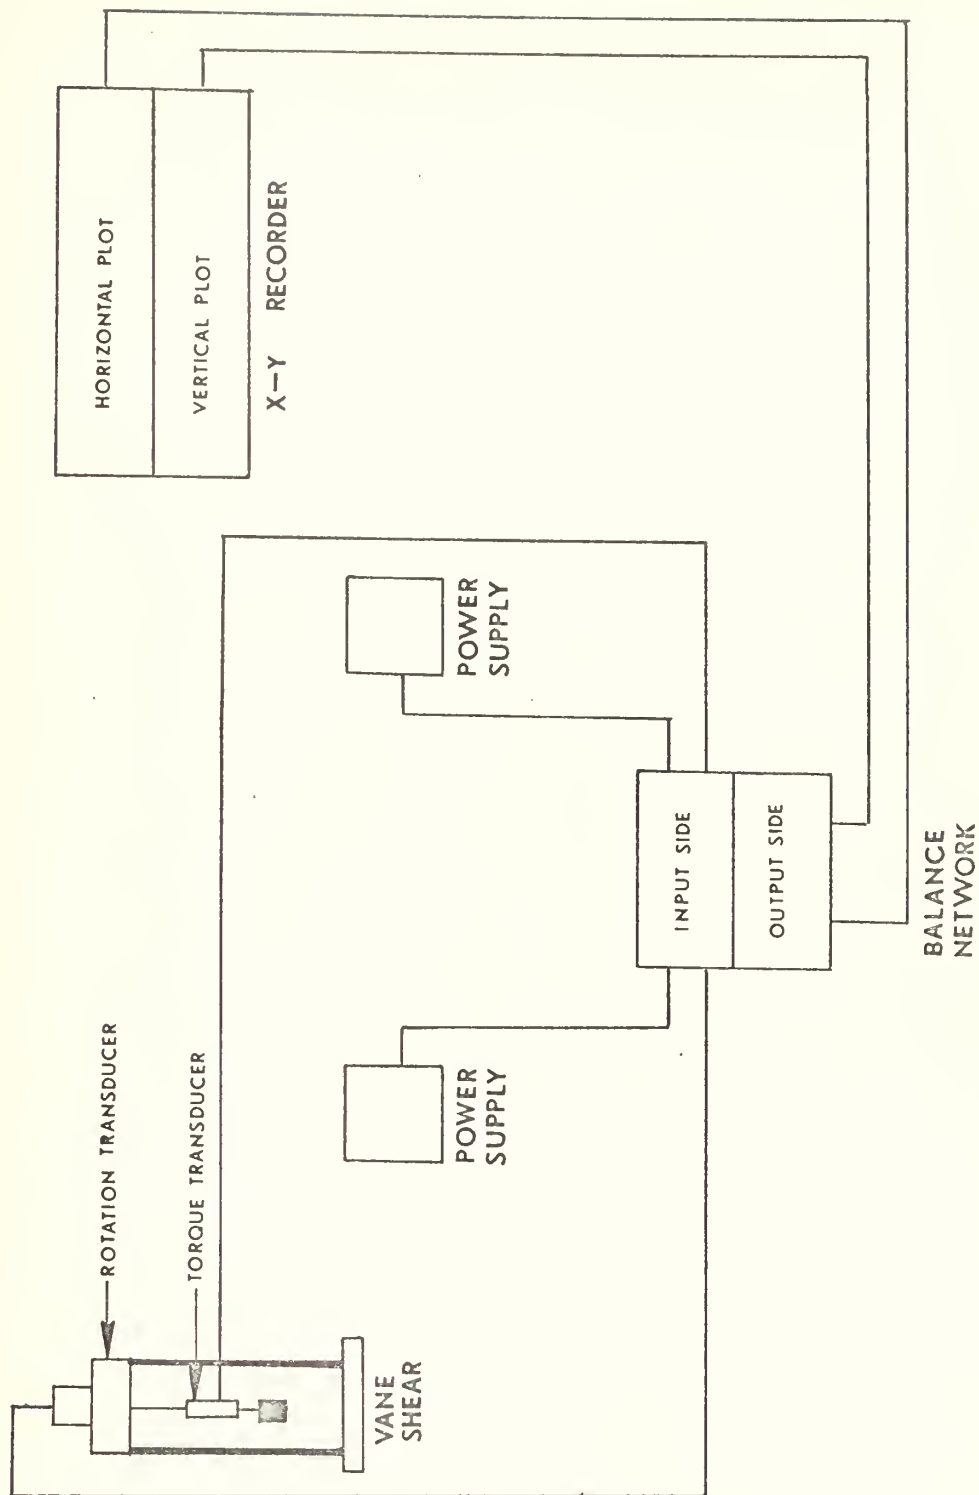 ROTATION TRANSDUCER
TORQUE TRANSDUCER
VANE
SHEAR
POWER
SUPPLY
POWER
SUPPLY
INPUT SIDE
OUTPUT SIDE
BALANCE
NETWORK
HORIZONTAL PLOT
VERTICAL PLOT
X-Y RECORDER